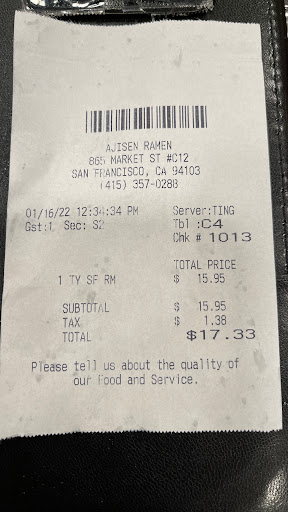 AJISEN RAMEN
865 MARKET ST #C12
SAN FRANCISCO, CA 94103
(415) 357-0288
01/16/22 12:34:34 PM Server:TING
Gst:1 Sec: S2 Tbl :C4
Chk # 1013
TOTAL PRICE
1 TY SF RM $ 15.95
SUBTOTAL $ 15.95
TAX $ 1.38
TOTAL $17.33
Please tell us about the quality of
our Food and Service.